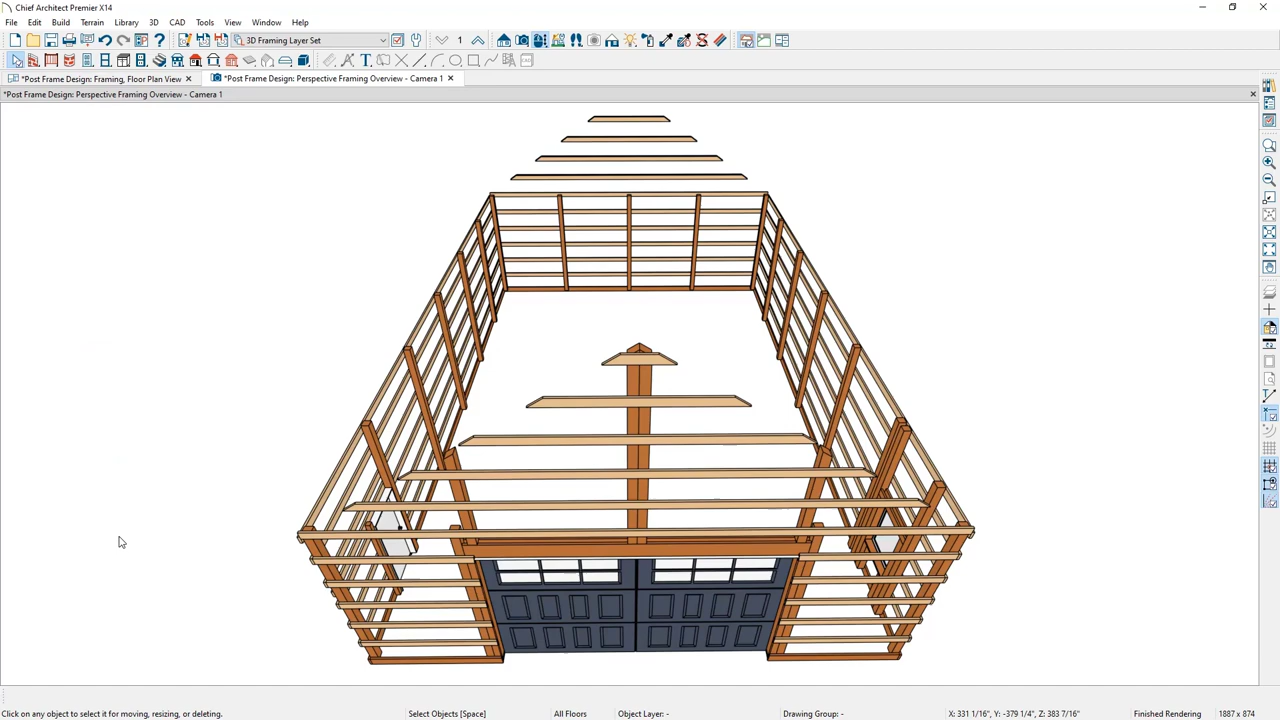 Chief Architect Premier X14
File Edit Build Terrain Library 3D CAD Tools View Window Help
3D Framing Layer Set 1
*Post Frame Design: Framing, Floor Plan View *Post Frame Design: Perspective Framing Overview - Camera 1
*Post Frame Design: Perspective Framing Overview - Camera 1
Click on any object to select it for moving, resizing, or deleting. Select Objects [Space] All Floors Object Layer: - Drawing Group: - X: 331 1/16", Y: -379 1/4", Z: 383 7/16" Finished Rendering 1887 x 874